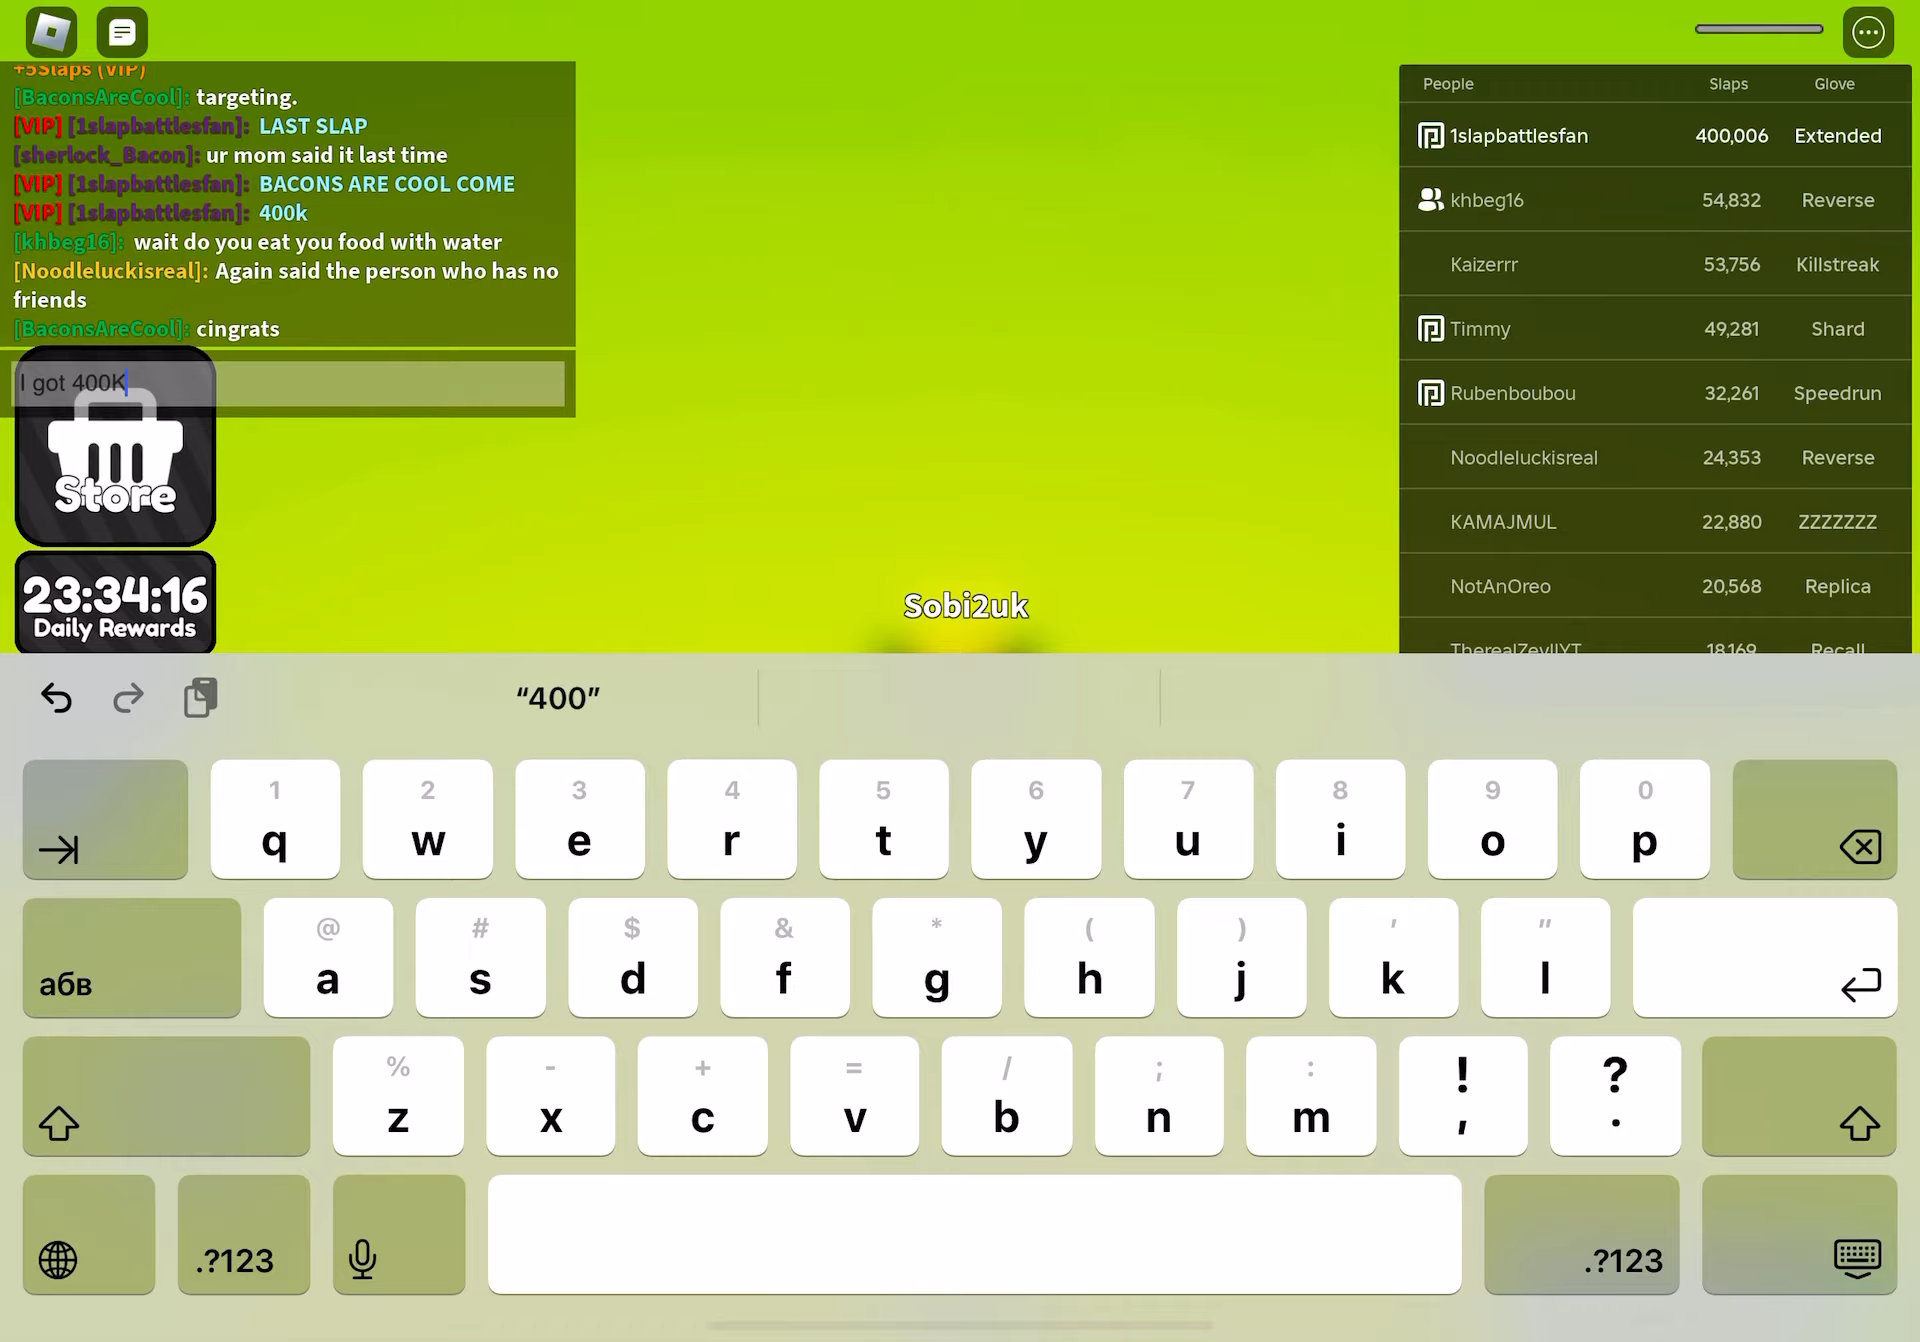 +5Slaps (VIP)
[BaconsAreCool]: targeting.
[VIP] [1slapbattlesfan]: LAST SLAP
[sherlock_Bacon]: ur mom said it last time
[VIP] [1slapbattlesfan]: BACONS ARE COOL COME
[VIP] [1slapbattlesfan]: 400k
[khbeg16]: wait do you eat you food with water
[Noodleluckisreal]: Again said the person who has no
friends
[BaconsAreCool]: cingrats
I got 400K
Store
23:34:16
Daily Rewards
People Slaps Glove
1slapbattlesfan 400,006 Extended
khbeg16 54,832 Reverse
Kaizerrr 53,756 Killstreak
Timmy 49,281 Shard
Rubenboubou 32,261 Speedrun
Noodleluckisreal 24,353 Reverse
KAMAJMUL 22,880 ZZZZZZZ
NotAnOreo 20,568 Replica
18,169 Recall
Sobi2uk
“400”
1 2 3 4 5 6 7 8 9 0
q w e r t y u i o p
@ # $ & * ( ) ' "
абв a s d f g h j k l
% - + = / ; : ! ?
z x c v b n m , .
.?123 .?123